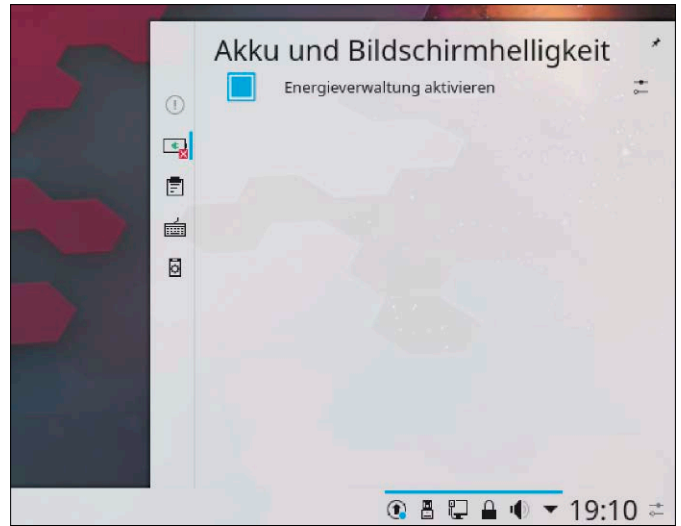 Akku und Bildschirmhelligkeit
Energieverwaltung aktivieren
19:10